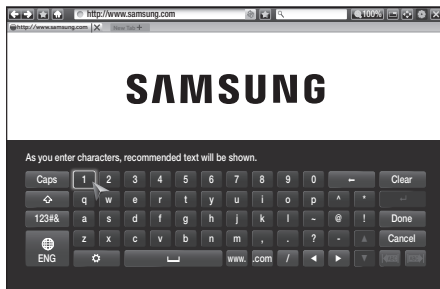 http://www.samsung.com 100%
http://www.samsung.com New Tab +
SAMSUNG
As you enter characters, recommended text will be shown.
Caps 1 2 3 4 5 6 7 8 9 0 ← Clear
q w e r t y u i o p ^ *
123#& a s d f g h j k l ~ @ ! Done
z x c v b n m , . ? - Cancel
ENG www. .com /